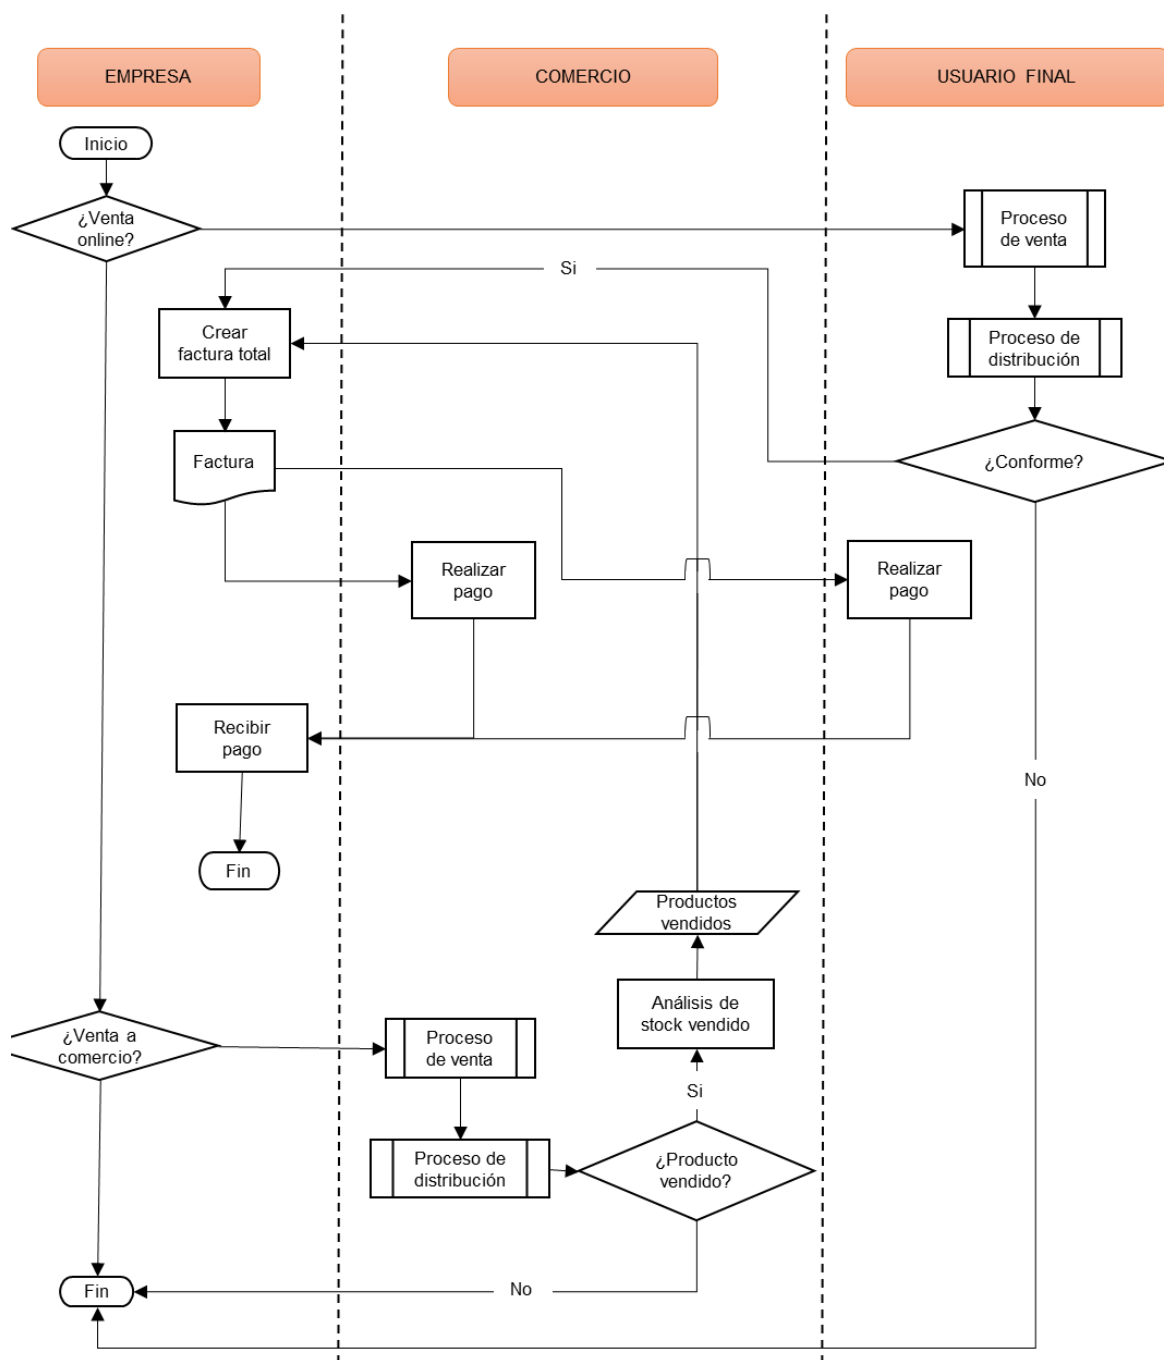 EMPRESA
COMERCIO
USUARIO FINAL
Inicio
¿Venta
online?
Proceso
de venta
Si
Crear
factura total
Proceso de
distribución
Factura
¿Conforme?
Realizar
pago
Realizar
pago
Recibir
pago
No
Fin
Productos
vendidos
Análisis de
stock vendido
¿Venta a
comercio?
Proceso
de venta
Si
Proceso de
distribución
¿Producto
vendido?
Fin
No